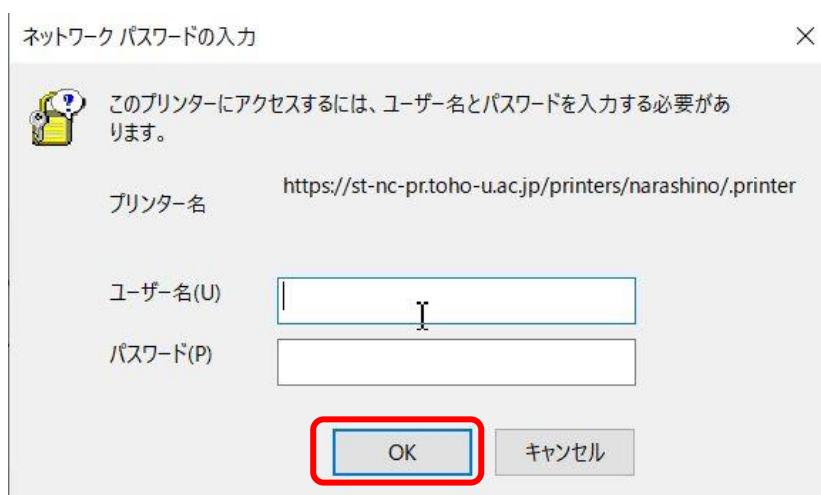 ネットワーク パスワードの入力
このプリンターにアクセスするには、ユーザー名とパスワードを入力する必要があ
ります。
プリンター名 https://st-nc-pr.toho-u.ac.jp/printers/narashino/.printer
ユーザー名(U)
パスワード(P)
OK キャンセル